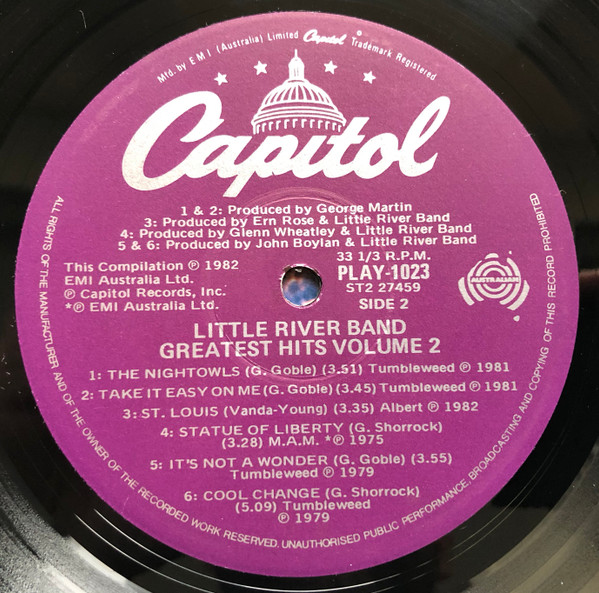 Mfd. by EMI (Australia) Limited Capitol Trademark Registered
Capitol
1 & 2: Produced by George Martin
3: Produced by Ern Rose & Little River Band
4: Produced by Glenn Wheatley & Little River Band
5 & 6: Produced by John Boylan & Little River Band
This Compilation ℗ 1982
EMI Australia Ltd.
℗ Capitol Records, Inc.
*℗ EMI Australia Ltd.
33 1/3 R.P.M.
PLAY-1023
ST2 27459
SIDE 2
AUSTRALIAN
LITTLE RIVER BAND
GREATEST HITS VOLUME 2
1: THE NIGHTOWLS (G. Goble) (3.51) Tumbleweed ℗ 1981
2: TAKE IT EASY ON ME (G. Goble) (3.45) Tumbleweed ℗ 1981
3: ST. LOUIS (Vanda-Young) (3.35) Albert ℗ 1982
4: STATUE OF LIBERTY (G. Shorrock)
(3.28) M.A.M. *℗ 1975
5: IT'S NOT A WONDER (G. Goble) (3.55)
Tumbleweed ℗ 1979
6: COOL CHANGE (G. Shorrock)
(5.09) Tumbleweed
℗ 1979
ALL RIGHTS OF THE MANUFACTURER AND OF THE OWNER OF THE RECORDED WORK RESERVED. UNAUTHORISED PUBLIC PERFORMANCE, BROADCASTING AND COPYING OF THIS RECORD PROHIBITED